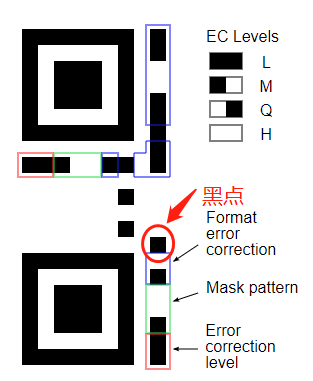 EC Levels
L
M
Q
H
黑点
Format
error
correction
Mask pattern
Error
correction
level